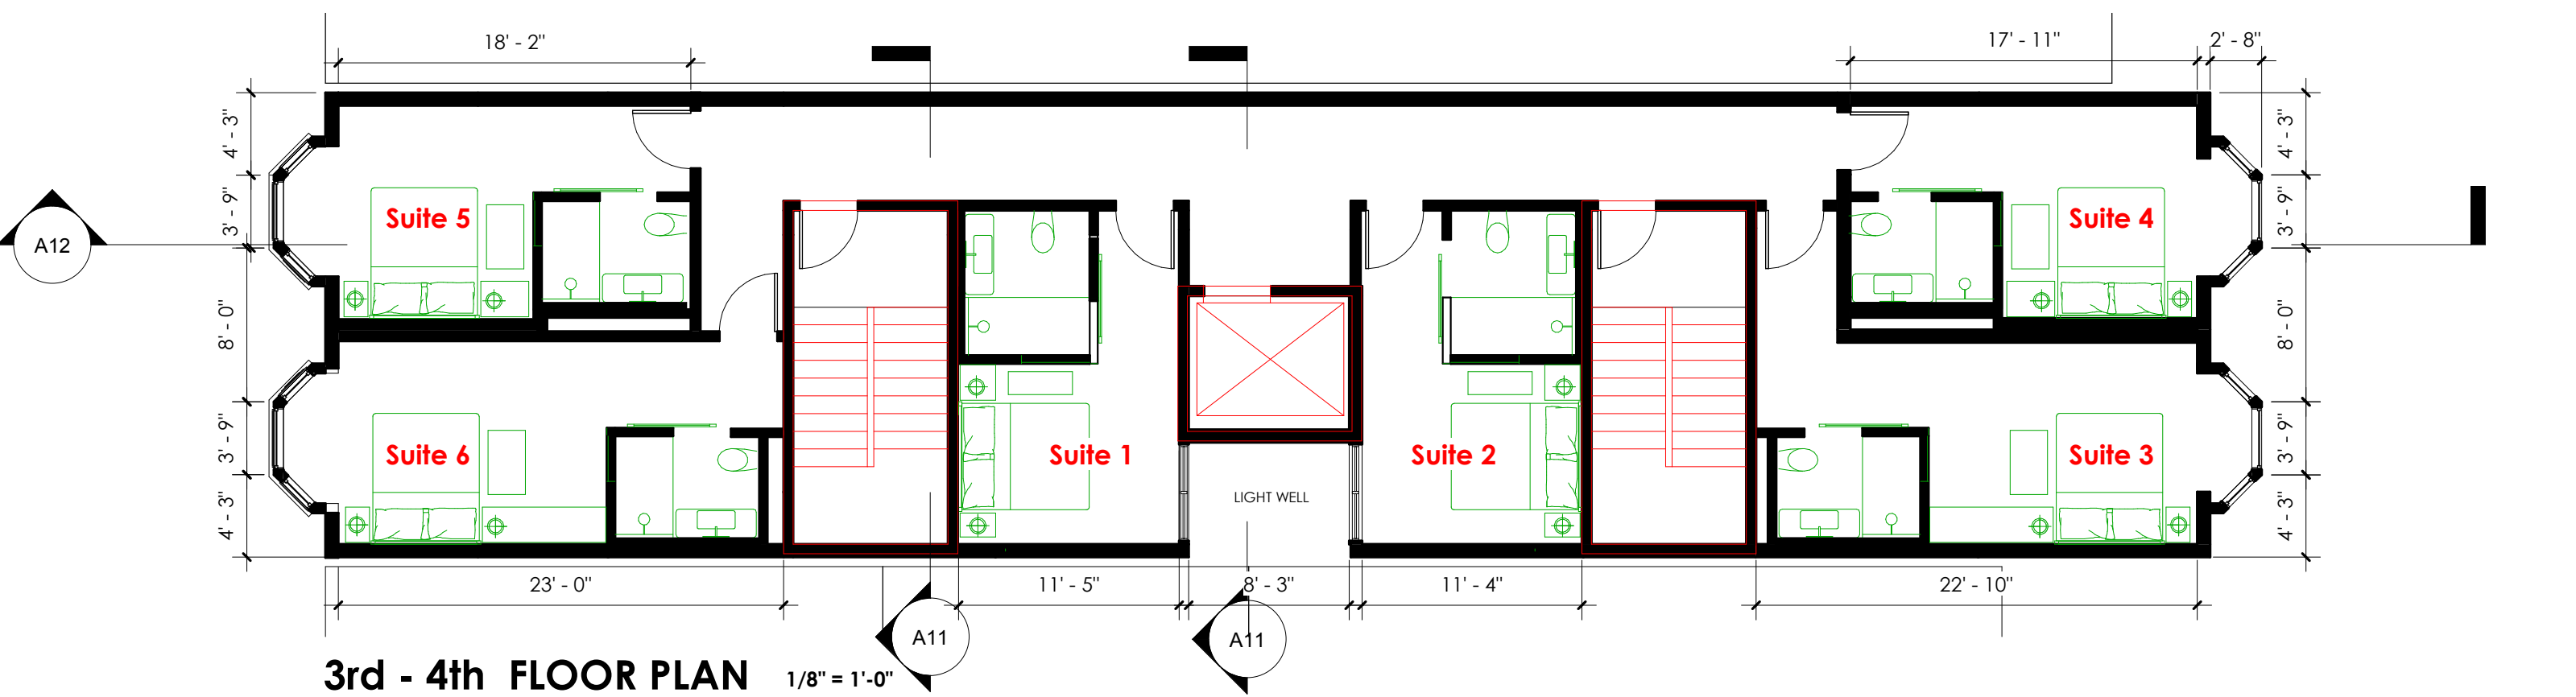 18' - 2"
17' - 11"
2' - 8"
4' - 3"
3' - 9"
8' - 0"
3' - 9"
4' - 3"
A12
Suite 5
Suite 4
4' - 3"
3' - 9"
8' - 0"
3' - 9"
4' - 3"
Suite 6
Suite 1
Suite 2
Suite 3
LIGHT WELL
23' - 0"
11' - 5"
8' - 3"
11' - 4"
22' - 10"
A11
A11
3rd - 4th FLOOR PLAN 1/8" = 1'-0"